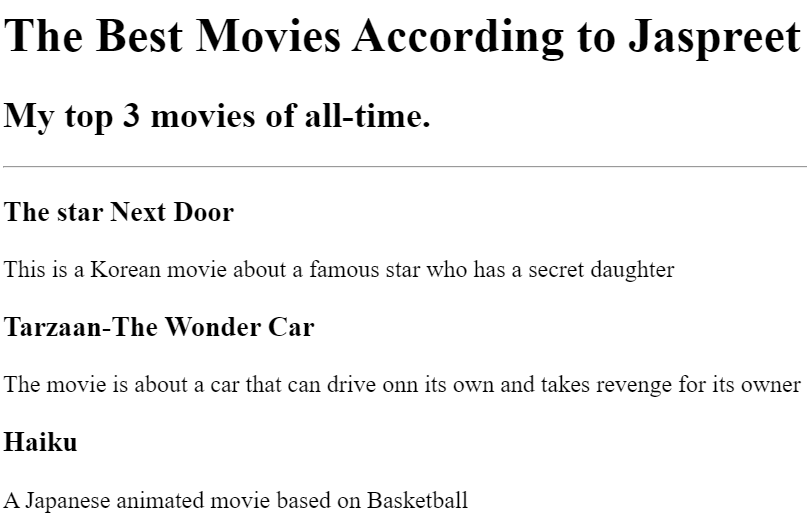 The Best Movies According to Jaspreet
My top 3 movies of all-time.
The star Next Door
This is a Korean movie about a famous star who has a secret daughter
Tarzaan-The Wonder Car
The movie is about a car that can drive onn its own and takes revenge for its owner
Haiku
A Japanese animated movie based on Basketball